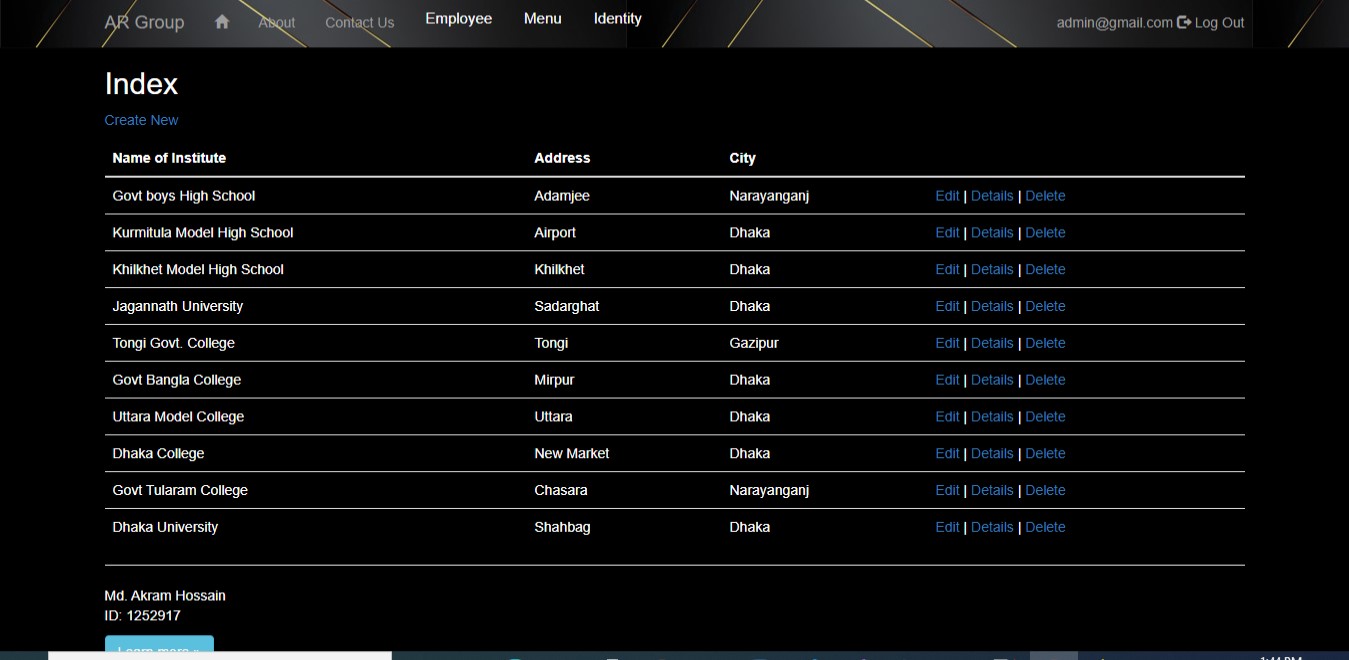 AR Group About Contact Us Employee Menu Identity admin@gmail.com Log Out
Index
Create New
Name of Institute Address City
Govt boys High School Adamjee Narayanganj Edit | Details | Delete
Kurmitula Model High School Airport Dhaka Edit | Details | Delete
Khilkhet Model High School Khilkhet Dhaka Edit | Details | Delete
Jagannath University Sadarghat Dhaka Edit | Details | Delete
Tongi Govt. College Tongi Gazipur Edit | Details | Delete
Govt Bangla College Mirpur Dhaka Edit | Details | Delete
Uttara Model College Uttara Dhaka Edit | Details | Delete
Dhaka College New Market Dhaka Edit | Details | Delete
Govt Tularam College Chasara Narayanganj Edit | Details | Delete
Dhaka University Shahbag Dhaka Edit | Details | Delete
Md. Akram Hossain
ID: 1252917
Learn more »
1:44 PM